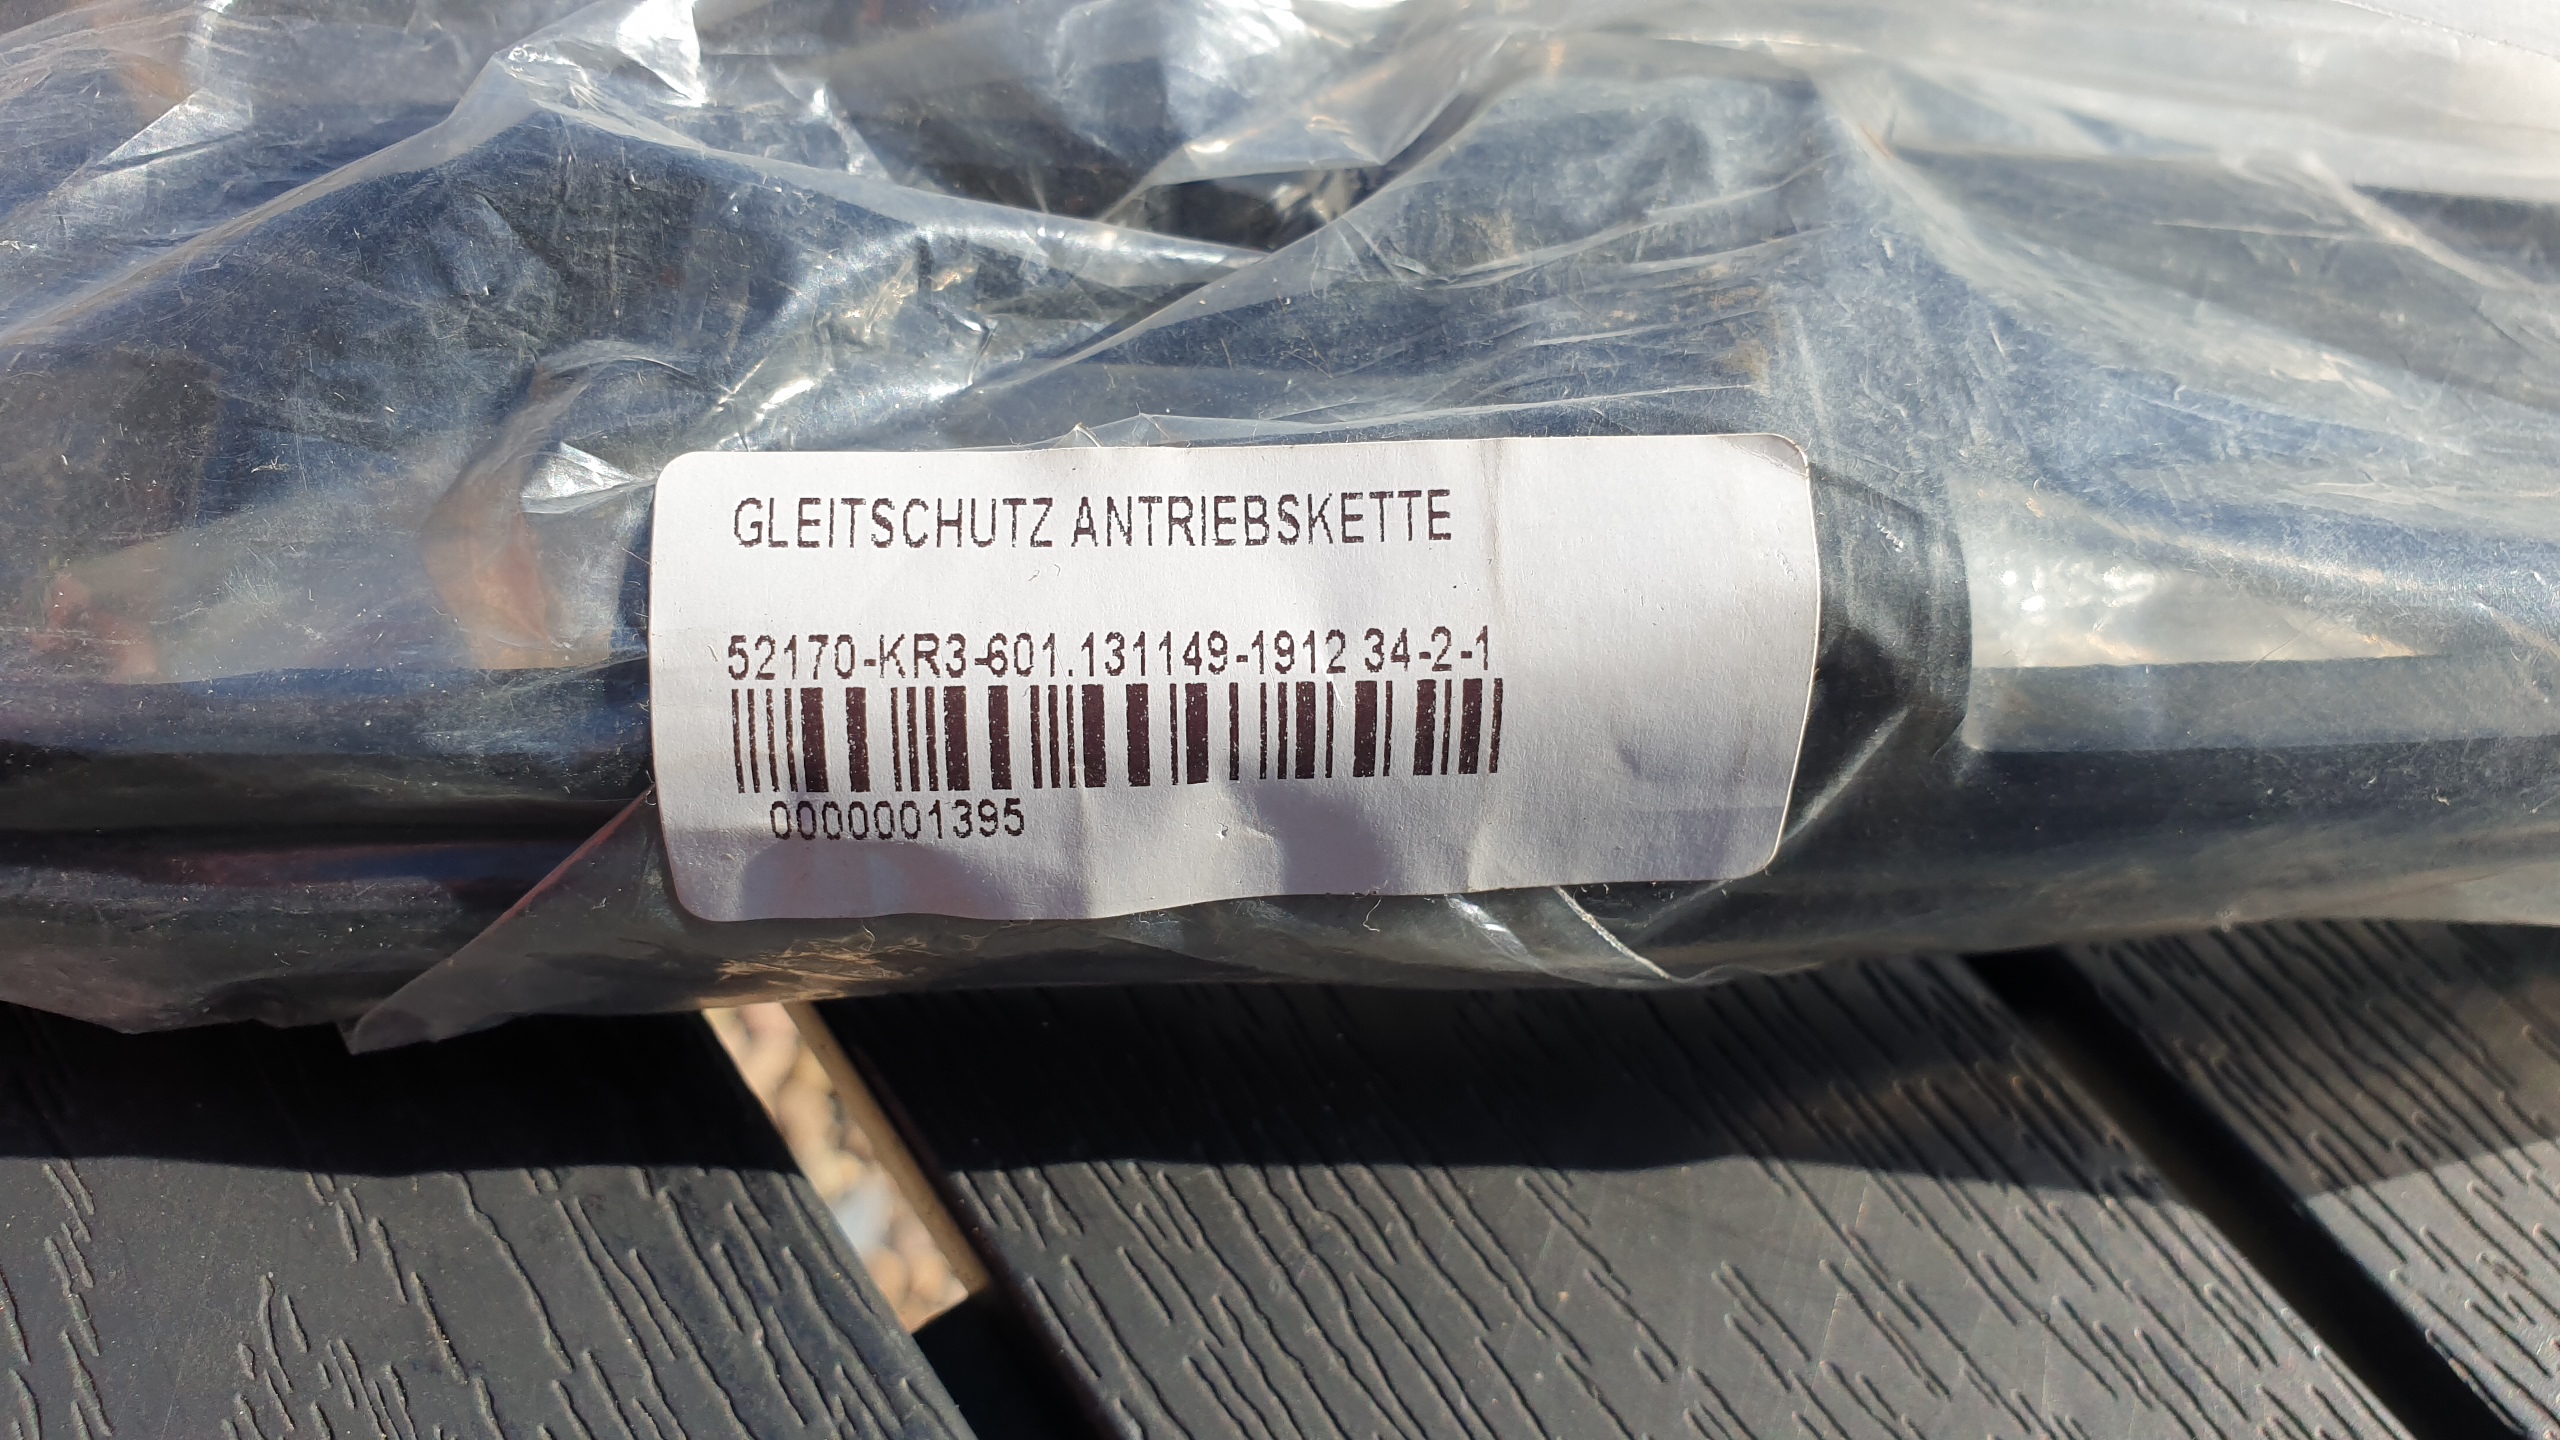 GLEITSCHUTZ ANTRIEBSKETTE
52170-KR3-601.131149-1912 34-2-1
0000001395